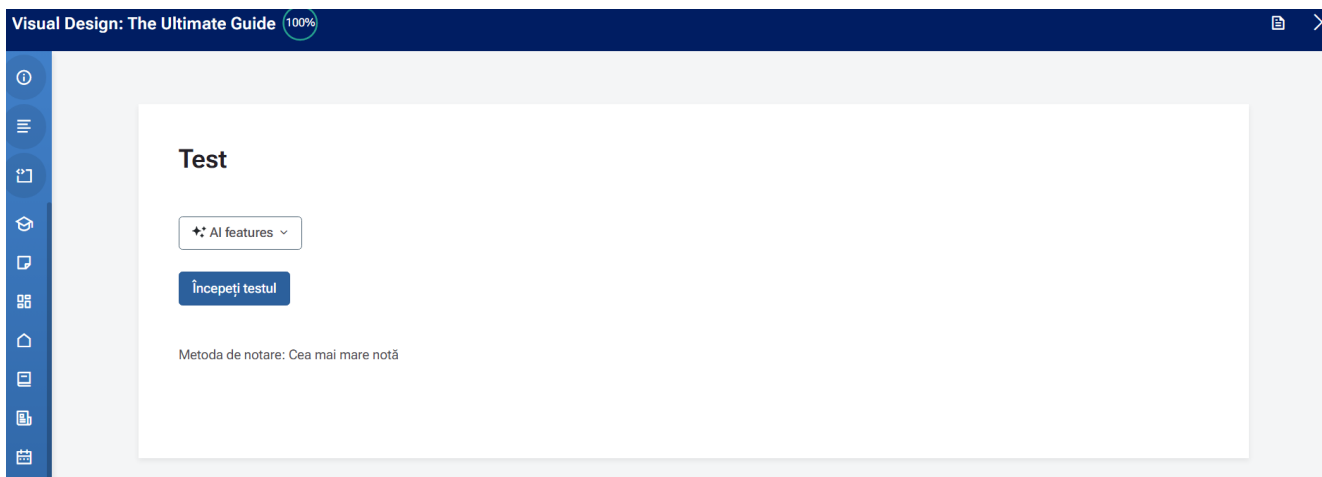 Visual Design: The Ultimate Guide 100%
Test
AI features
Începeți testul
Metoda de notare: Cea mai mare notă